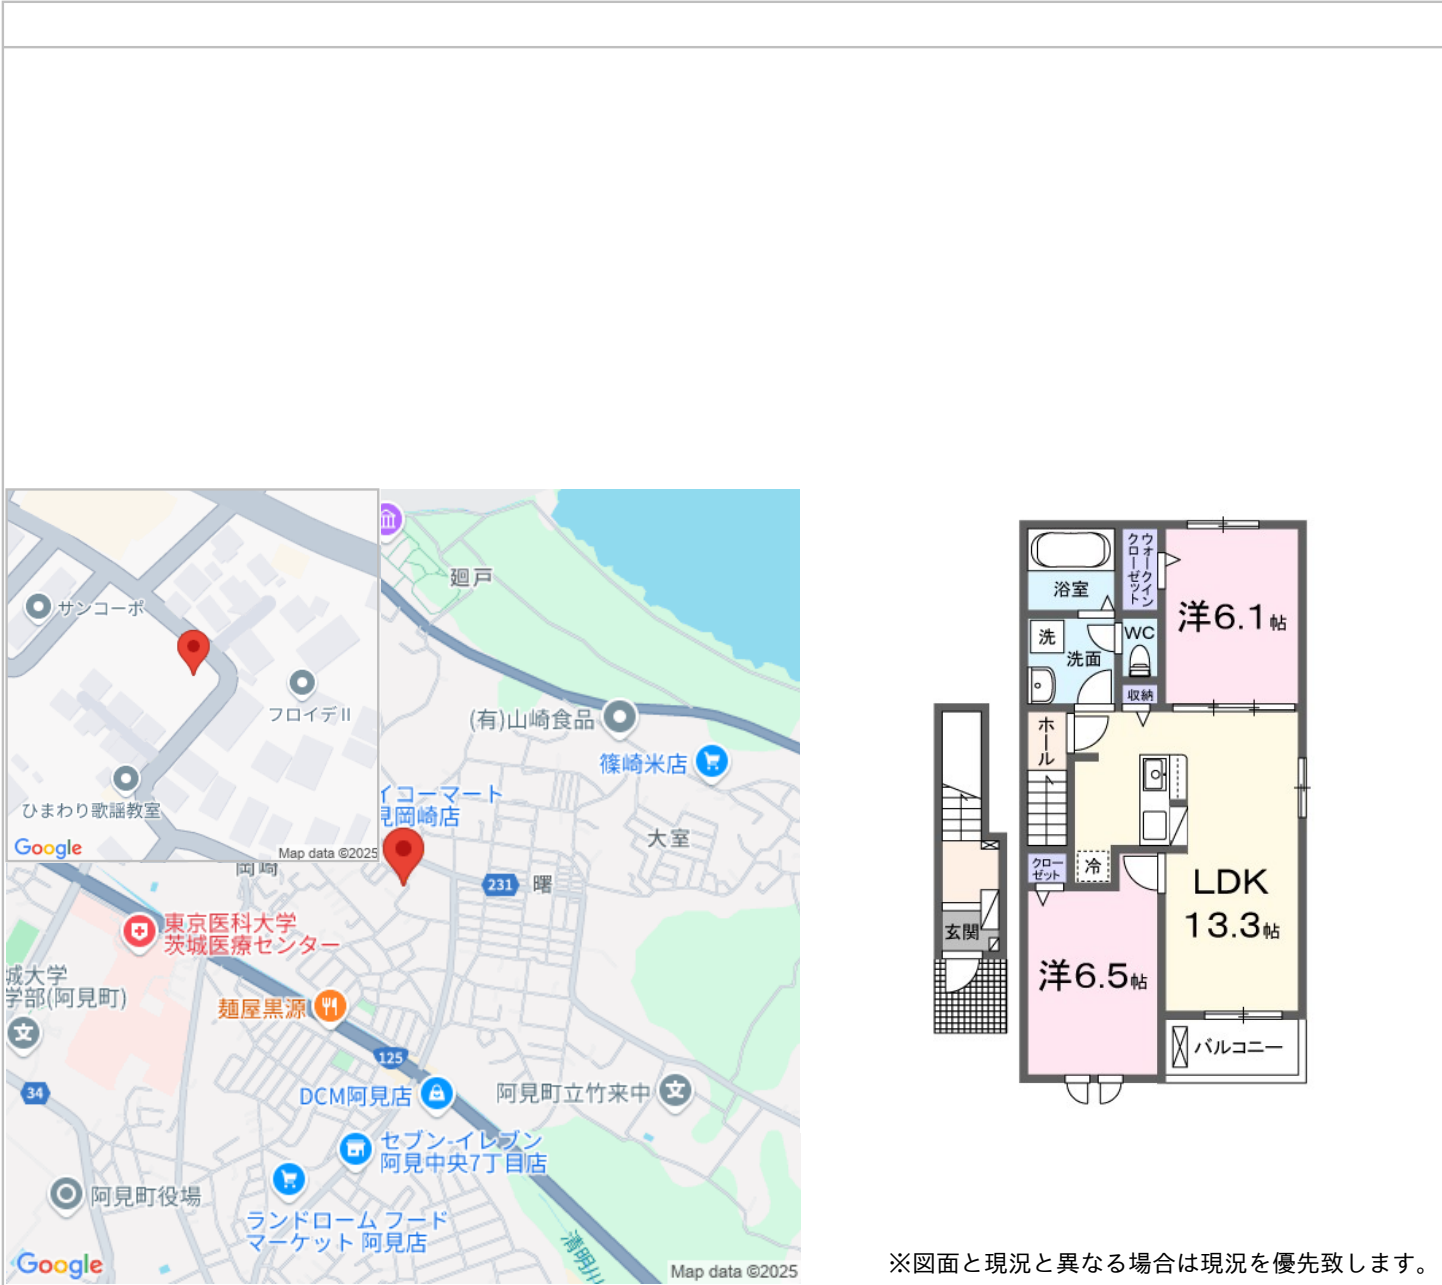 サンコーポ
フロイデⅡ
ひまわり歌謡教室
Google
Map data ©2025
廻戸
(有)山崎食品
篠崎米店
イコーマート
見岡崎店
大室
231
曙
岡崎
東京医科大学
茨城医療センター
城大学
学部(阿見町)
麺屋黒源
125
34
DCM阿見店
阿見町立竹来中
セブン-イレブン
阿見中央7丁目店
阿見町役場
ランドローム フード
マーケット 阿見店
清明川
Google
Map data ©2025
浴室
ウォークイン
クローゼット
洋6.1帖
洗
洗面
WC
収納
ホール
クロー
ゼット
冷
LDK
13.3帖
玄関
洋6.5帖
バルコニー
※図面と現況と異なる場合は現況を優先致します。